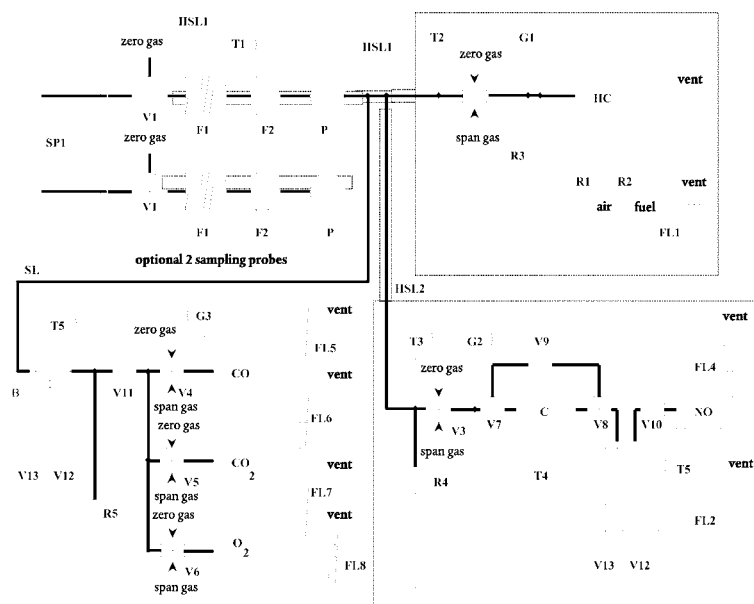 HSL1
zero gas
T1
HSL1
T2
G1
zero gas
vent
HC
V1
F1
F2
P
zero gas
span gas
SP1
R3
R1
R2
vent
air
fuel
V1
F1
F2
P
FL1
optional 2 sampling probes
SL
HSL2
T5
zero gas
G3
vent
vent
T3
G2
V9
FL5
zero gas
FL4
B
V11
V4
CO
vent
span gas
zero gas
FL6
V3
V7
C
V8
V10
NO
span gas
V13
V12
V5
CO2
vent
R4
T4
T5
vent
span gas
FL7
R5
zero gas
vent
FL2
O2
V6
FL8
V13
V12
span gas